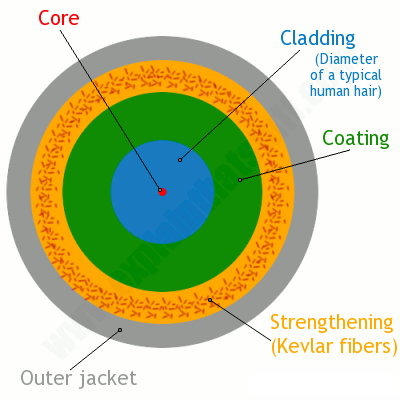 Core
Cladding
(Diameter
of a typical
human hair)
Coating
Strengthening
(Kevlar fibers)
Outer jacket